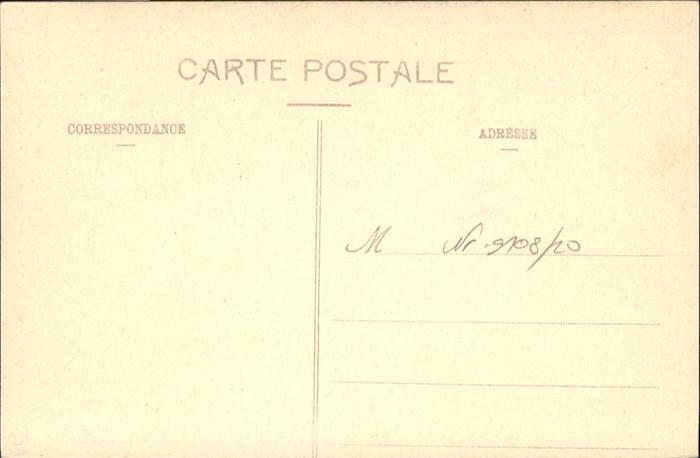 CARTE POSTALE
CORRESPONDANCE
ADRESSE
M Nr. 9108/20